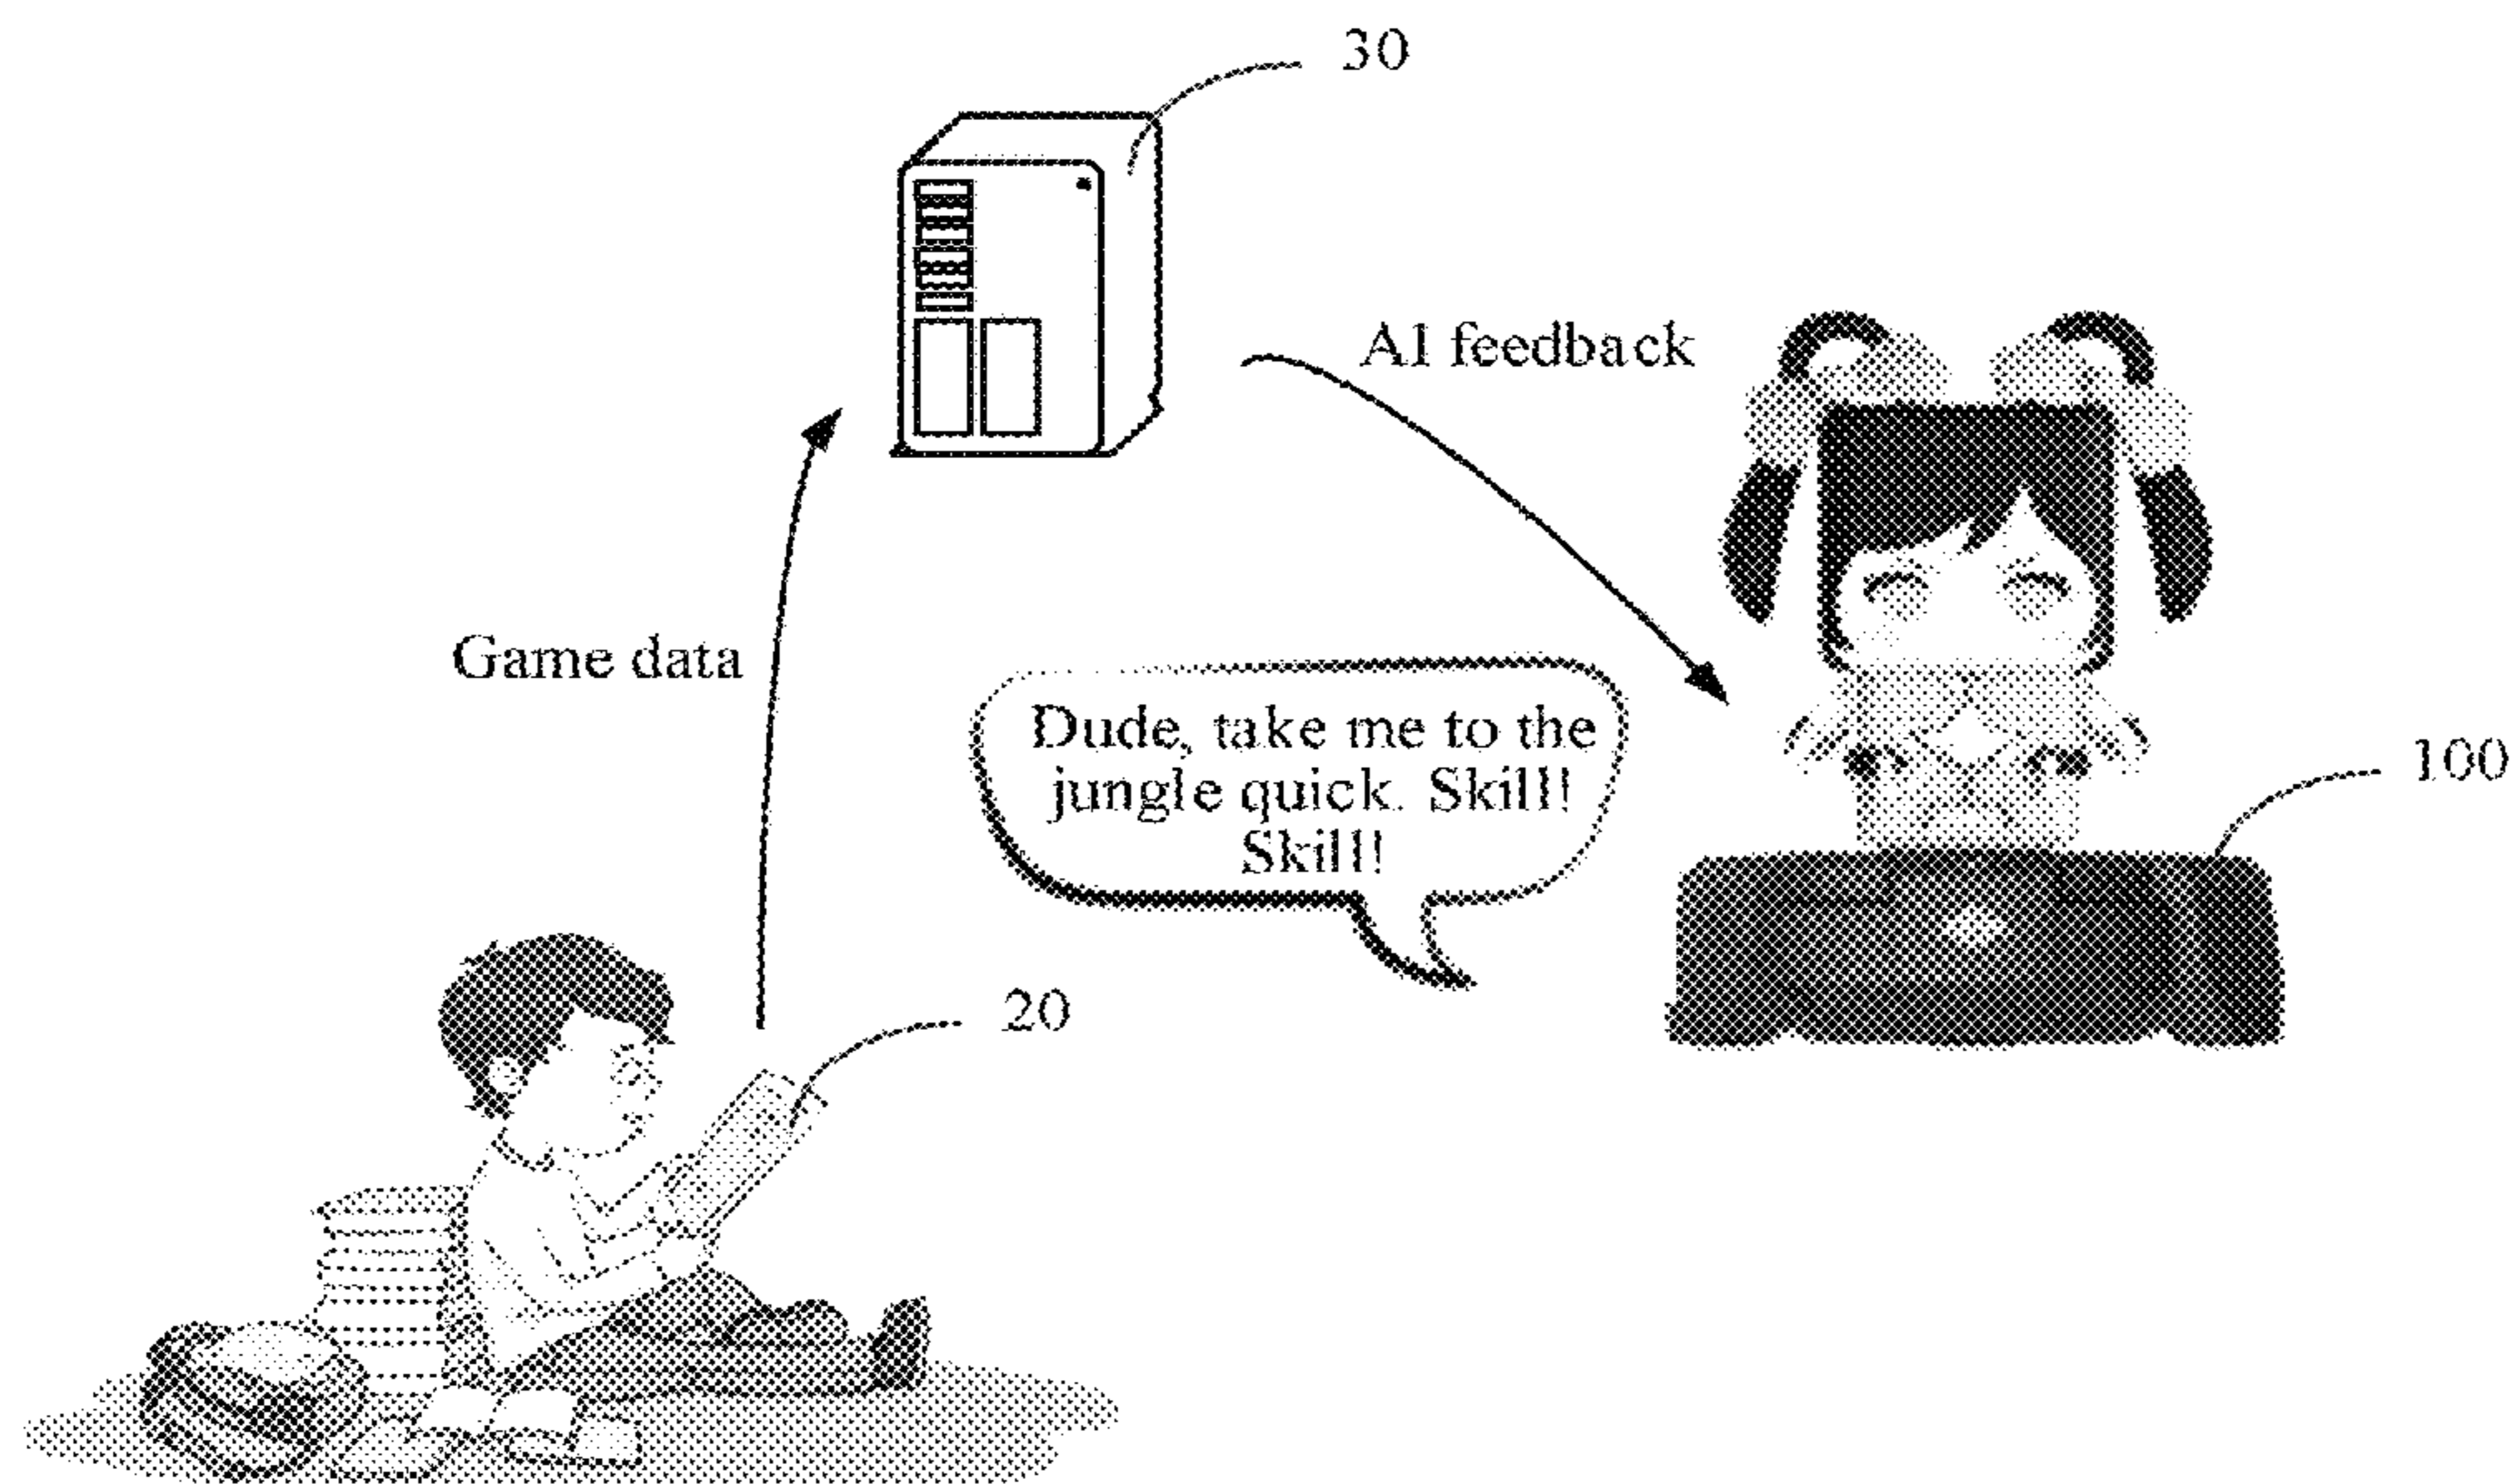 30
AI feedback
Game data
Dude, take me to the
jungle quick. Skill!
Skill!
100
20